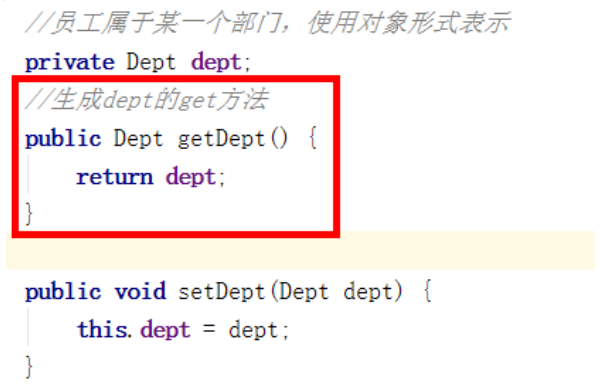 //员工属于某一个部门，使用对象形式表示
private Dept dept;
//生成dept的get方法
public Dept getDept() {
return dept;
}
public void setDept(Dept dept) {
this.dept = dept;
}